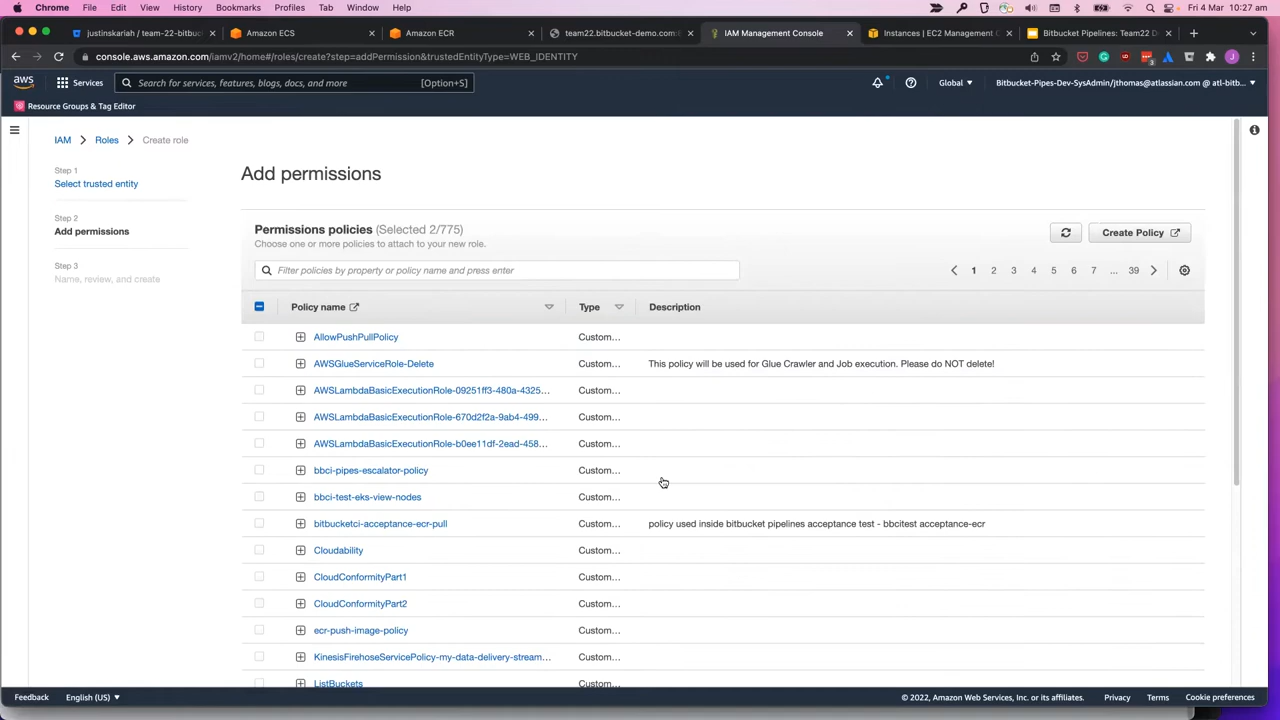 Chrome File Edit View History Bookmarks Profiles Tab Window Help
Fri 4 Mar 10:27 am
justinskariah / team-22-bitbuc
Amazon ECS
Amazon ECR
team22.bitbucket-demo.com:
IAM Management Console
Instances | EC2 Management C
Bitbucket Pipelines: Team22 D
console.aws.amazon.com/iamv2/home#/roles/create?step=addPermission&trustedEntityType=WEB_IDENTITY
aws
Services
Search for services, features, blogs, docs, and more
[Option+S]
Global
Bitbucket-Pipes-Dev-SysAdmin/jthomas@atlassian.com @ atl-bitb...
Resource Groups & Tag Editor
IAM
Roles
Create role
Step 1
Select trusted entity
Step 2
Add permissions
Step 3
Name, review, and create
Add permissions
Permissions policies (Selected 2/775)
Choose one or more policies to attach to your new role.
Create Policy
Filter policies by property or policy name and press enter
1 2 3 4 5 6 7 ... 39
Policy name
Type
Description
AllowPushPullPolicy Custom...
AWSGlueServiceRole-Delete Custom... This policy will be used for Glue Crawler and Job execution. Please do NOT delete!
AWSLambdaBasicExecutionRole-09251ff3-480a-4325... Custom...
AWSLambdaBasicExecutionRole-670d2f2a-9ab4-499... Custom...
AWSLambdaBasicExecutionRole-b0ee11df-2ead-458... Custom...
bbci-pipes-escalator-policy Custom...
bbci-test-eks-view-nodes Custom...
bitbucketci-acceptance-ecr-pull Custom... policy used inside bitbucket pipelines acceptance test - bbcitest acceptance-ecr
Cloudability Custom...
CloudConformityPart1 Custom...
CloudConformityPart2 Custom...
ecr-push-image-policy Custom...
KinesisFirehoseServicePolicy-my-data-delivery-stream... Custom...
ListBuckets Custom...
Feedback
English (US)
© 2022, Amazon Web Services, Inc. or its affiliates.
Privacy
Terms
Cookie preferences